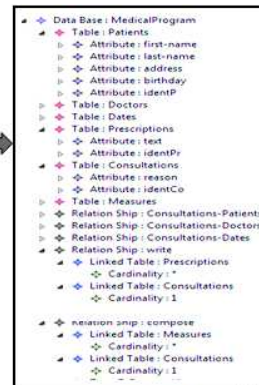 Data Base : MedicalProgram
Table : Patients
Attribute : first-name
Attribute : last-name
Attribute : address
Attribute : birthday
Attribute : identP
Table : Doctors
Table : Dates
Table : Prescriptions
Attribute : text
Attribute : identPr
Table : Consultations
Attribute : reason
Attribute : identCo
Table : Measures
Relation Ship : Consultations-Patients
Relation Ship : Consultations-Doctors
Relation Ship : Consultations-Dates
Relation Ship : write
Linked Table : Prescriptions
Cardinality : *
Linked Table : Consultations
Cardinality : 1
Relation Ship : compose
Linked Table : Measures
Cardinality : *
Linked Table : Consultations
Cardinality : 1